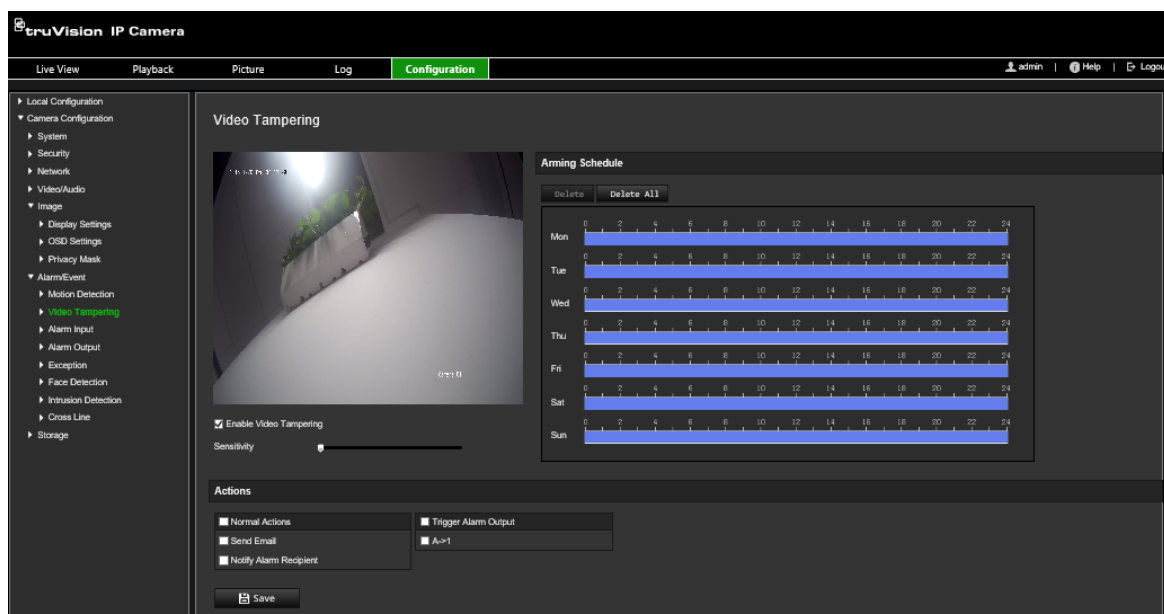 truVision IP Camera
Live View Playback Picture Log Configuration admin | Help | Logou
Local Configuration
Camera Configuration
System
Security
Network
Video/Audio
Image
Display Settings
OSD Settings
Privacy Mask
Alarm/Event
Motion Detection
Video Tampering
Alarm Input
Alarm Output
Exception
Face Detection
Intrusion Detection
Cross Line
Storage
Video Tampering
Enable Video Tampering
Sensitivity
Arming Schedule
Delete Delete All
0 2 4 6 8 10 12 14 16 18 20 22 24
Mon
0 2 4 6 8 10 12 14 16 18 20 22 24
Tue
0 2 4 6 8 10 12 14 16 18 20 22 24
Wed
0 2 4 6 8 10 12 14 16 18 20 22 24
Thu
0 2 4 6 8 10 12 14 16 18 20 22 24
Fri
0 2 4 6 8 10 12 14 16 18 20 22 24
Sat
0 2 4 6 8 10 12 14 16 18 20 22 24
Sun
Actions
Normal Actions Trigger Alarm Output
Send Email A->1
Notify Alarm Recipient
Save